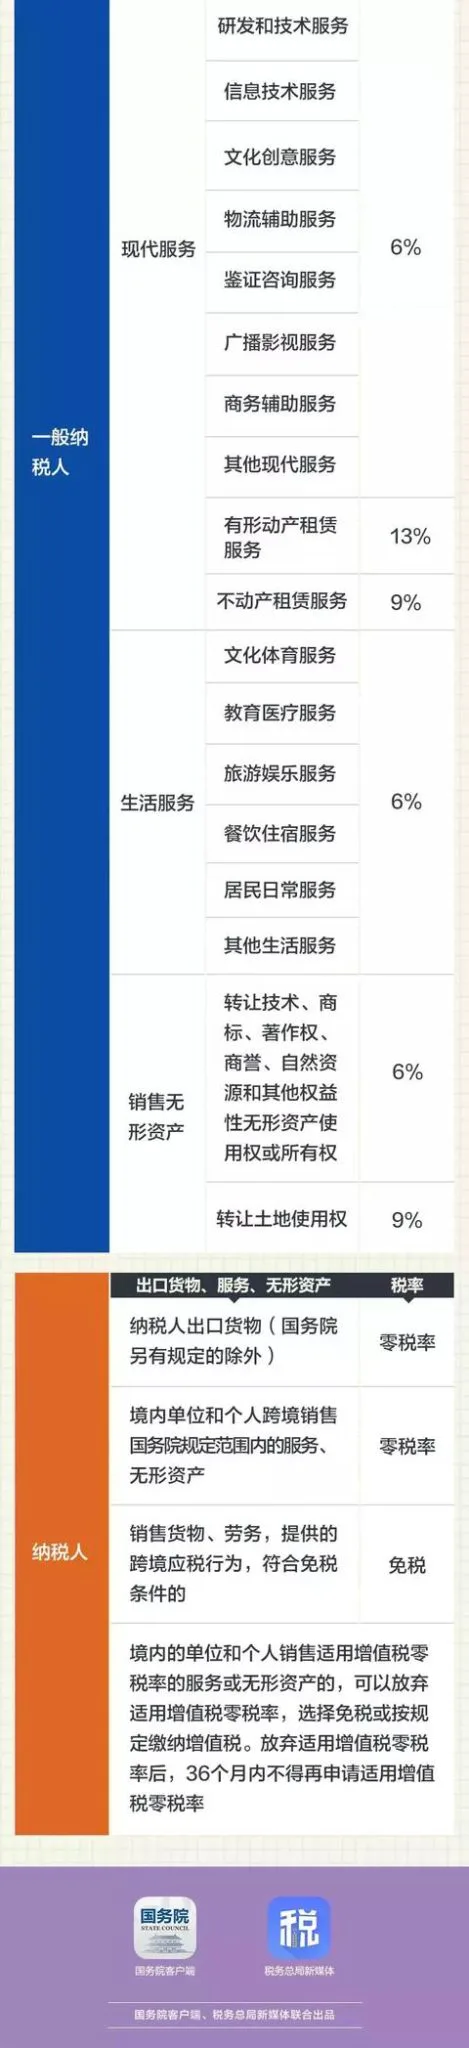 一般纳
税人
现代服务
研发和技术服务
信息技术服务
文化创意服务
物流辅助服务
鉴证咨询服务
广播影视服务
商务辅助服务
其他现代服务
6%
有形动产租赁
服务
13%
不动产租赁服务
9%
生活服务
文化体育服务
教育医疗服务
旅游娱乐服务
餐饮住宿服务
居民日常服务
其他生活服务
6%
销售无
形资产
转让技术、商
标、著作权、
商誉、自然资
源和其他权益
性无形资产使
用权或所有权
6%
转让土地使用权
9%
纳税人
出口货物、服务、无形资产
税率
纳税人出口货物（国务院
另有规定的除外）
零税率
境内单位和个人跨境销售
国务院规定范围内的服务、
无形资产
零税率
销售货物、劳务，提供的
跨境应税行为，符合免税
条件的
免税
境内的单位和个人销售适用增值税零
税率的服务或无形资产的，可以放弃
适用增值税零税率，选择免税或按规
定缴纳增值税。放弃适用增值税零税
率后，36个月内不得再申请适用增值
税零税率
国务院
STATE COUNCIL
国务院客户端
税
税务总局新媒体
国务院客户端、税务总局新媒体联合出品